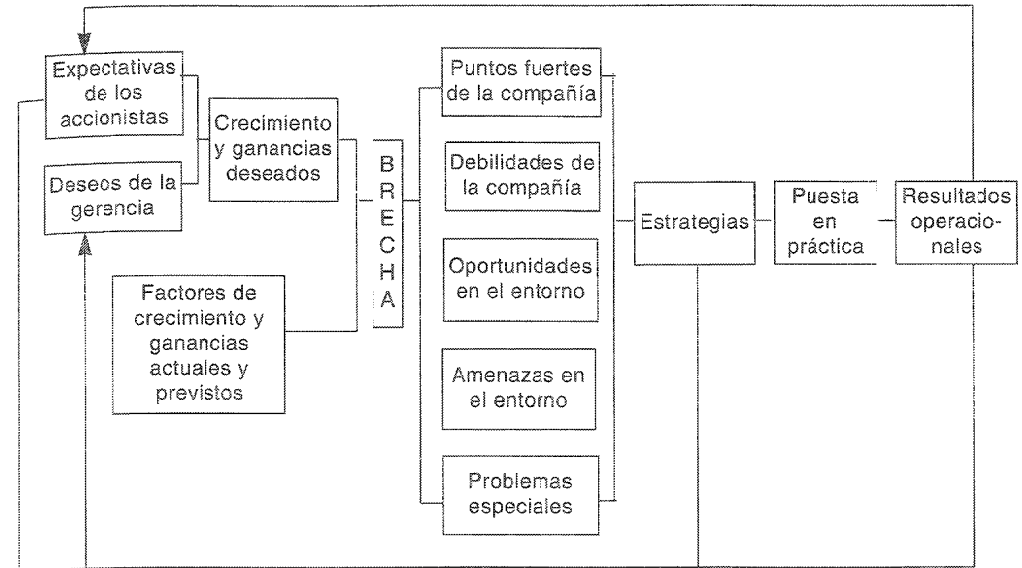 Expectativas
de los
accionistas
Deseos de la
gerencia
Crecimiento
y ganancias
deseados
Factores de
crecimiento y
ganancias
actuales y
previstos
B
R
E
C
H
A
Puntos fuertes
de la compañía
Debilidades de
la compañía
Oportunidades
en el entorno
Amenazas en
el entorno
Problemas
especiales
Estrategias
Puesta
en
práctica
Resultados
operacio-
nales